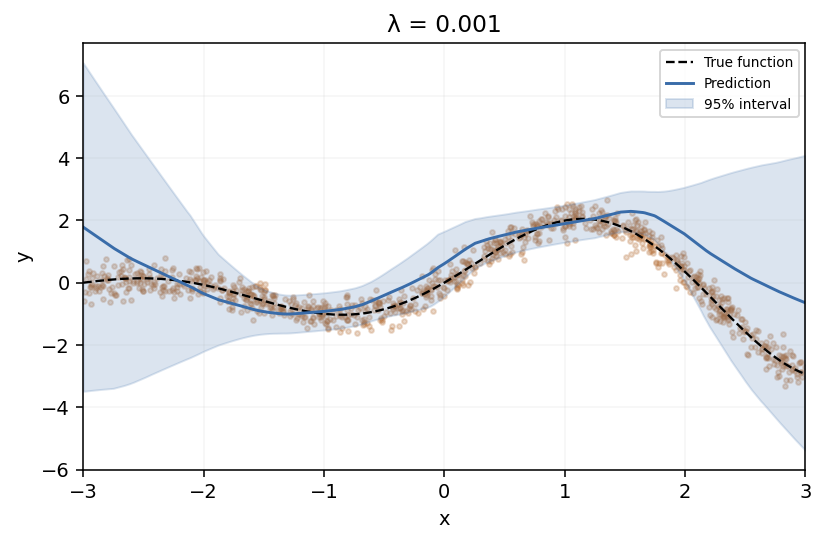 λ = 0.001
True function
Prediction
95% interval
y
6
4
2
0
−2
−4
−6
−3
−2
−1
0
1
2
3
x